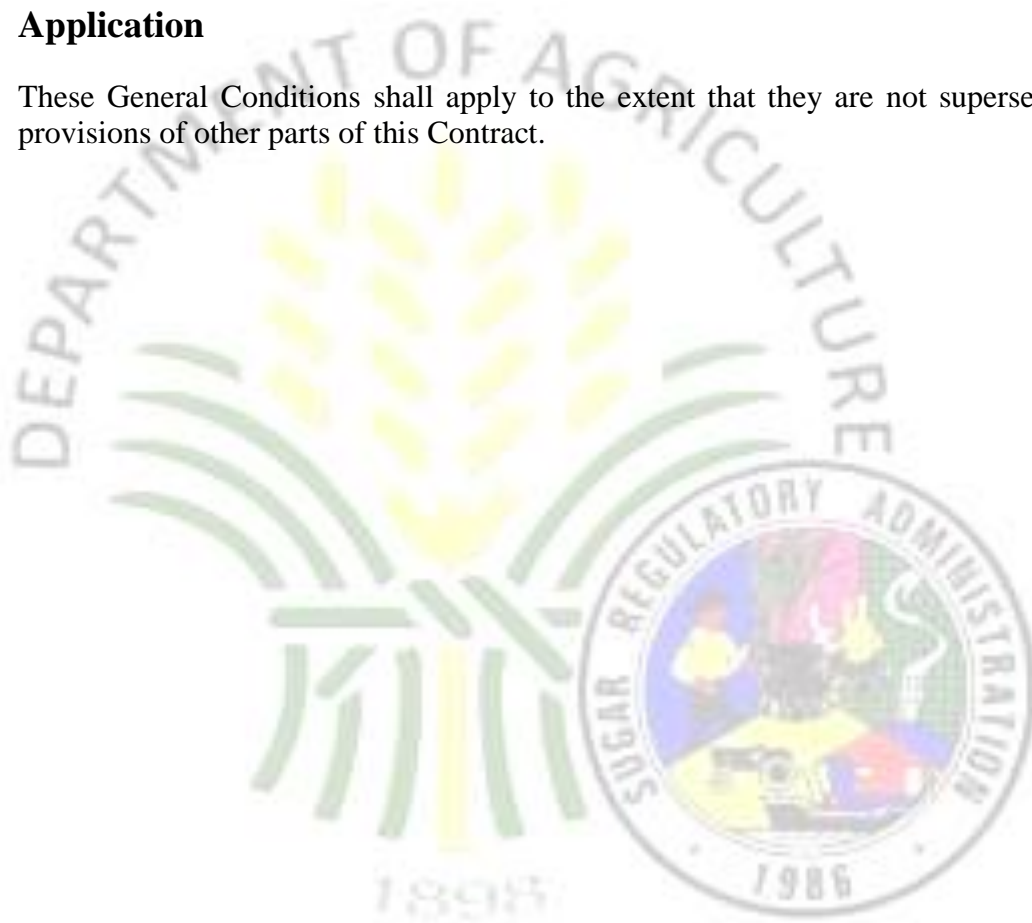 Application
These General Conditions shall apply to the extent that they are not superse
provisions of other parts of this Contract.
DEPARTMENT OF AGRICULTURE
SUGAR REGULATORY ADMINISTRATION
1986
1898